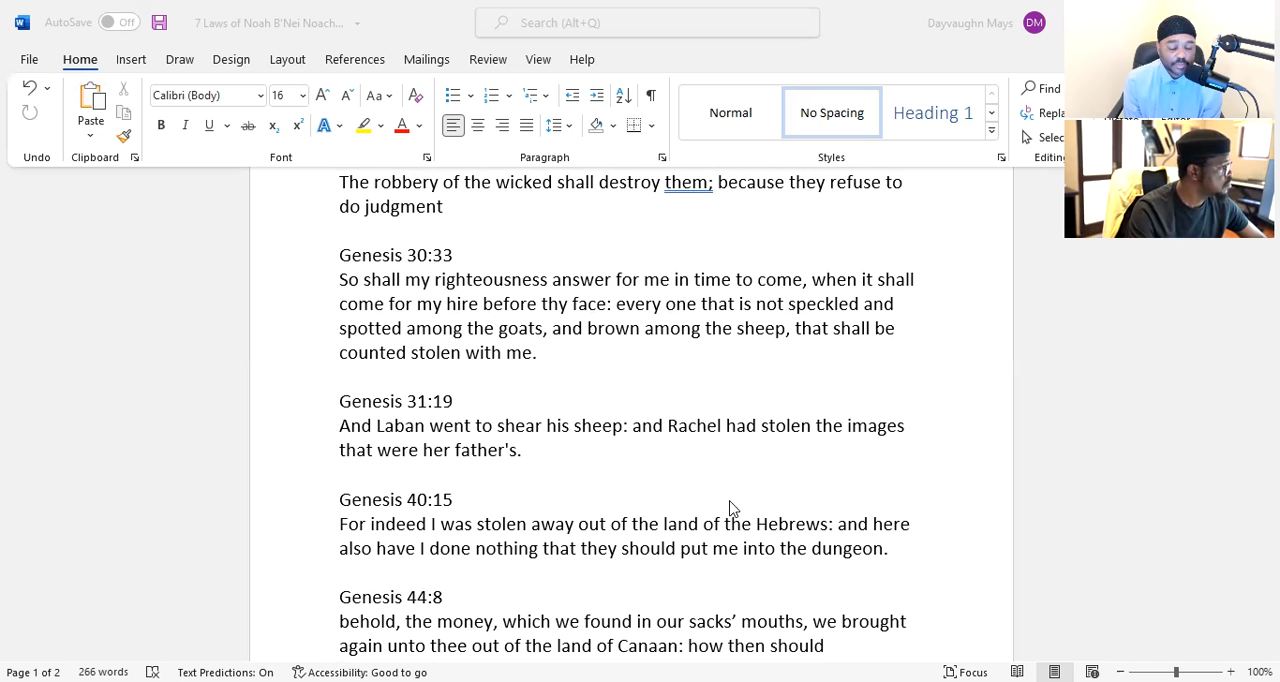 AutoSave Off 7 Laws of Noah B'Nei Noach... Search (Alt+Q) Dayvaughn Mays DM
File Home Insert Draw Design Layout References Mailings Review View Help
Calibri (Body) 16 Aa Find
Paste Normal No Spacing Heading 1 Repla
B I U ab x₂ x² A A Selec
Undo Clipboard Font Paragraph Styles Editing
The robbery of the wicked shall destroy them; because they refuse to
do judgment
Genesis 30:33
So shall my righteousness answer for me in time to come, when it shall
come for my hire before thy face: every one that is not speckled and
spotted among the goats, and brown among the sheep, that shall be
counted stolen with me.
Genesis 31:19
And Laban went to shear his sheep: and Rachel had stolen the images
that were her father's.
Genesis 40:15
For indeed I was stolen away out of the land of the Hebrews: and here
also have I done nothing that they should put me into the dungeon.
Genesis 44:8
behold, the money, which we found in our sacks’ mouths, we brought
again unto thee out of the land of Canaan: how then should
Page 1 of 2 266 words Text Predictions: On Accessibility: Good to go Focus 100%